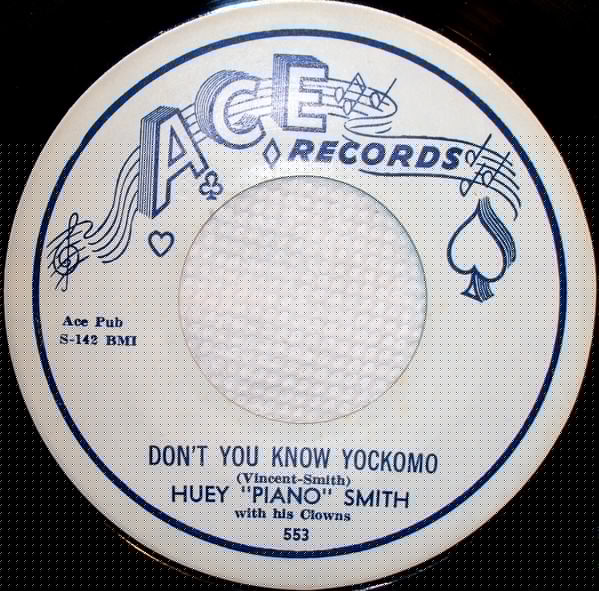 ACE
RECORDS
Ace Pub
S-142 BMI
DON'T YOU KNOW YOCKOMO
(Vincent-Smith)
HUEY "PIANO" SMITH
with his Clowns
553